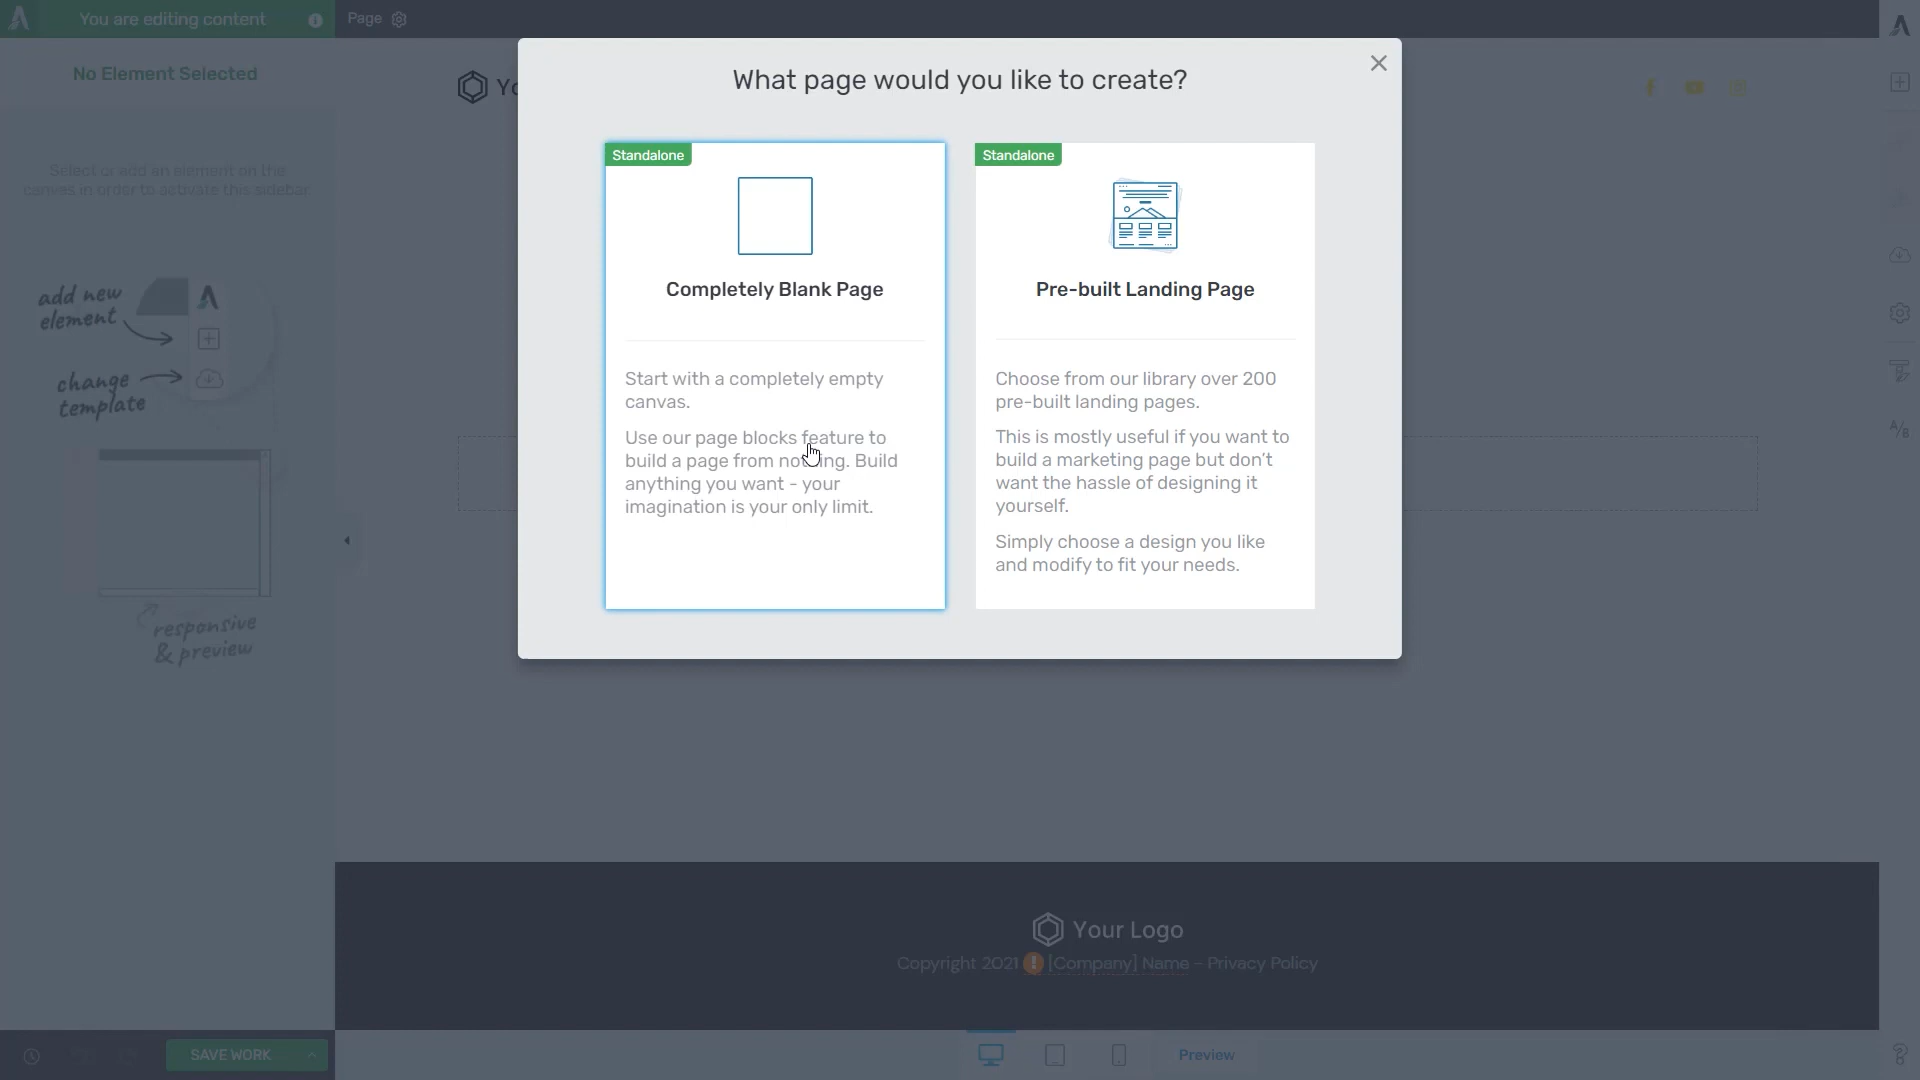 You are editing content
Page
No Element Selected
Select or add an element on the
canvas in order to activate this sidebar
add new
element
change
template
responsive
& preview
SAVE WORK
What page would you like to create?
Standalone
Completely Blank Page
Start with a completely empty
canvas.
Use our page blocks feature to
build a page from nothing. Build
anything you want - your
imagination is your only limit.
Standalone
Pre-built Landing Page
Choose from our library over 200
pre-built landing pages.
This is mostly useful if you want to
build a marketing page but don't
want the hassle of designing it
yourself.
Simply choose a design you like
and modify to fit your needs.
A/B
Your Logo
Copyright 2021 [Company] Name - Privacy Policy
Preview